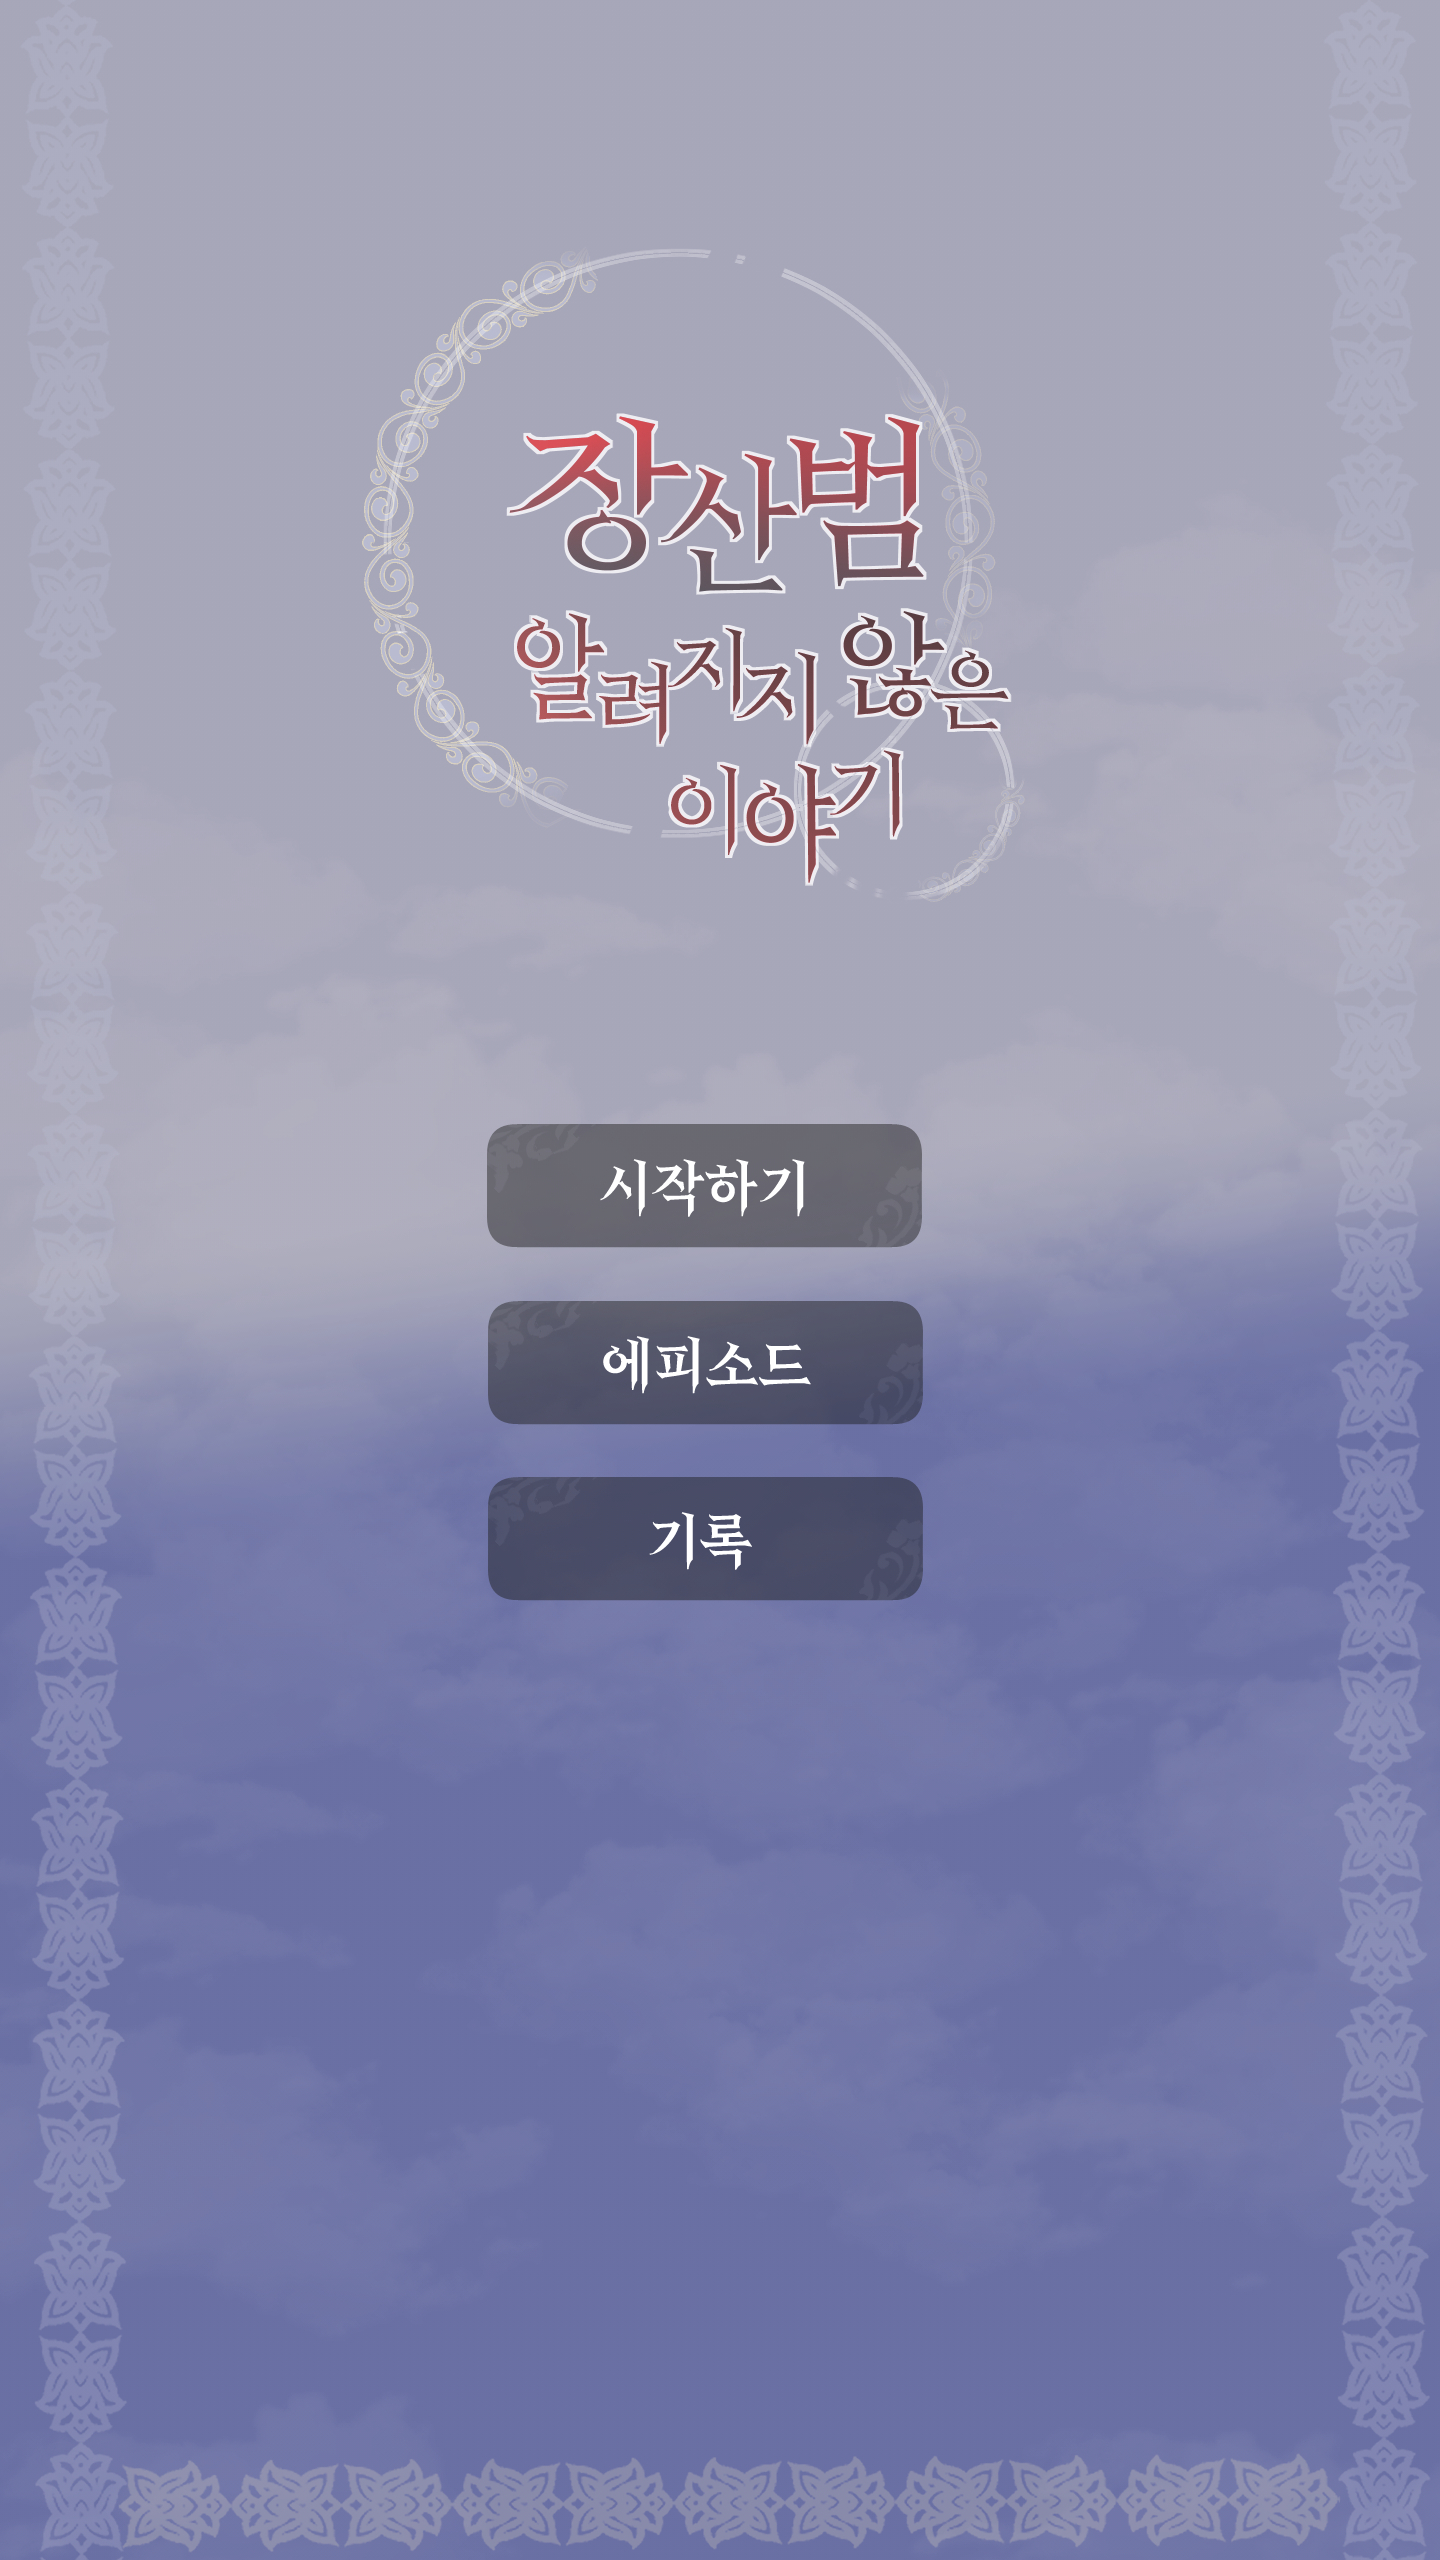 장산범
알려지지 않은
이야기
시작하기
에피소드
기록